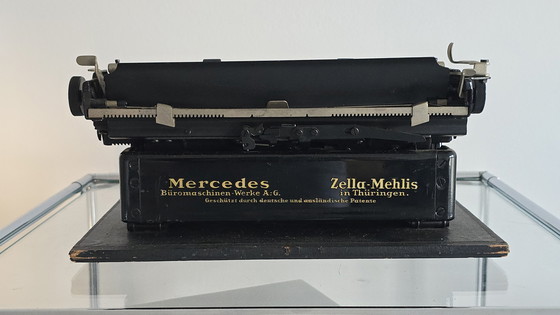 Mercedes
Büromaschinen-Werke A.G.
Zella-Mehlis
in Thüringen.
Geschützt durch deutsche und ausländische Patente